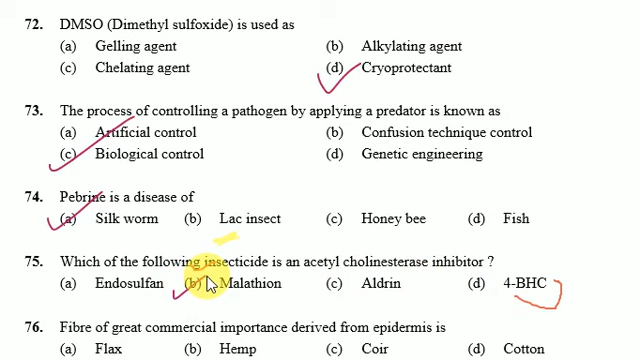 72. DMSO (Dimethyl sulfoxide) is used as
(a) Gelling agent (b) Alkylating agent
(c) Chelating agent (d) Cryoprotectant
73. The process of controlling a pathogen by applying a predator is known as
(a) Artificial control (b) Confusion technique control
(c) Biological control (d) Genetic engineering
74. Pebrine is a disease of
(a) Silk worm (b) Lac insect (c) Honey bee (d) Fish
75. Which of the following insecticide is an acetyl cholinesterase inhibitor ?
(a) Endosulfan (b) Malathion (c) Aldrin (d) 4-BHC
76. Fibre of great commercial importance derived from epidermis is
(a) Flax (b) Hemp (c) Coir (d) Cotton